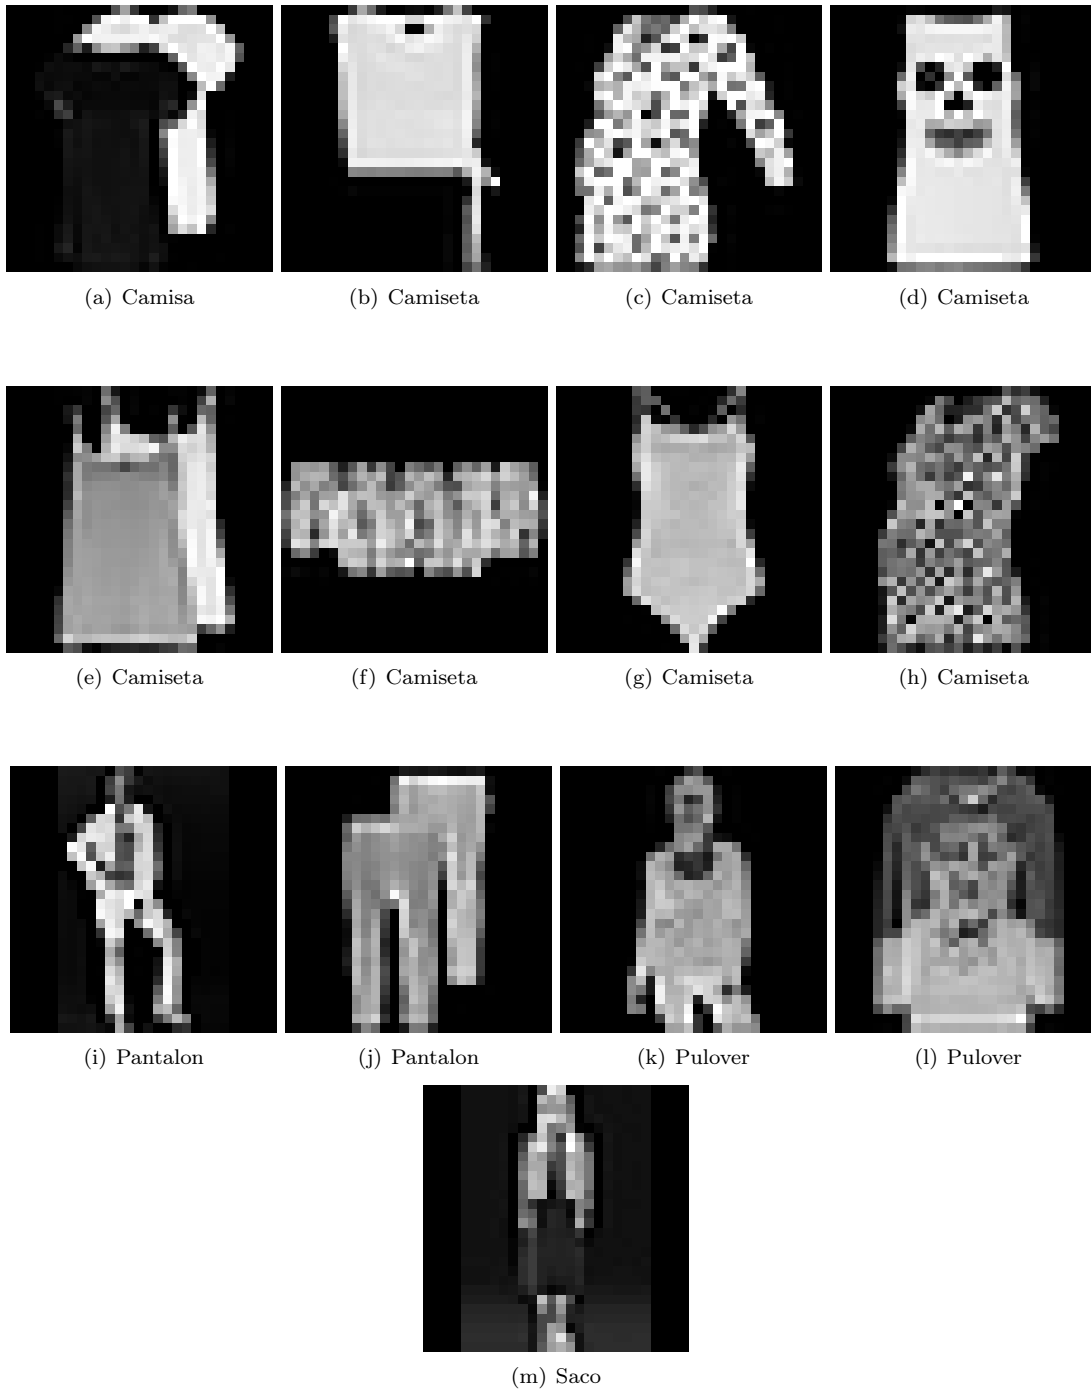 (a) Camisa
(b) Camiseta
(c) Camiseta
(d) Camiseta
(e) Camiseta
(f) Camiseta
(g) Camiseta
(h) Camiseta
(i) Pantalon
(j) Pantalon
(k) Pulover
(l) Pulover
(m) Saco